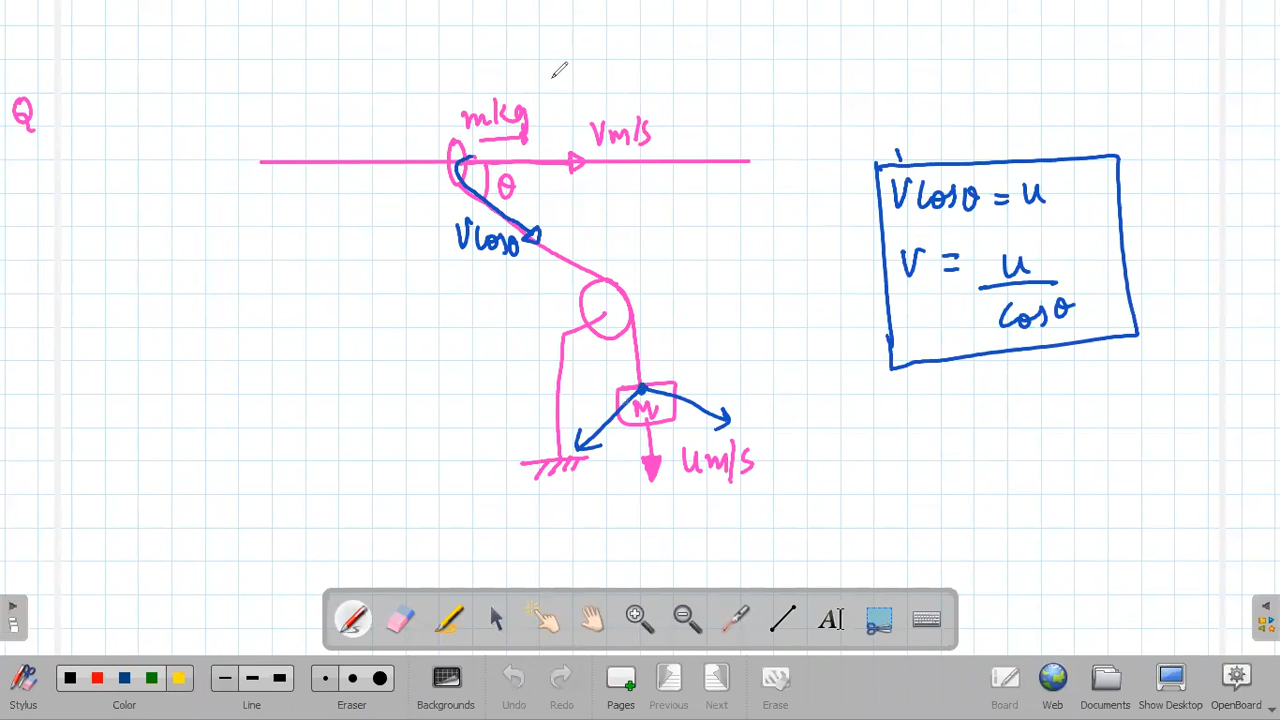 Q
mkg
Vm/s
θ
Vcosθ
M
um/s
Vcosθ = u
V = u
cosθ
AI
Stylus
Color
Line
Eraser
Backgrounds
Undo
Redo
Pages
Previous
Next
Erase
Board
Web
Documents
Show Desktop
OpenBoard